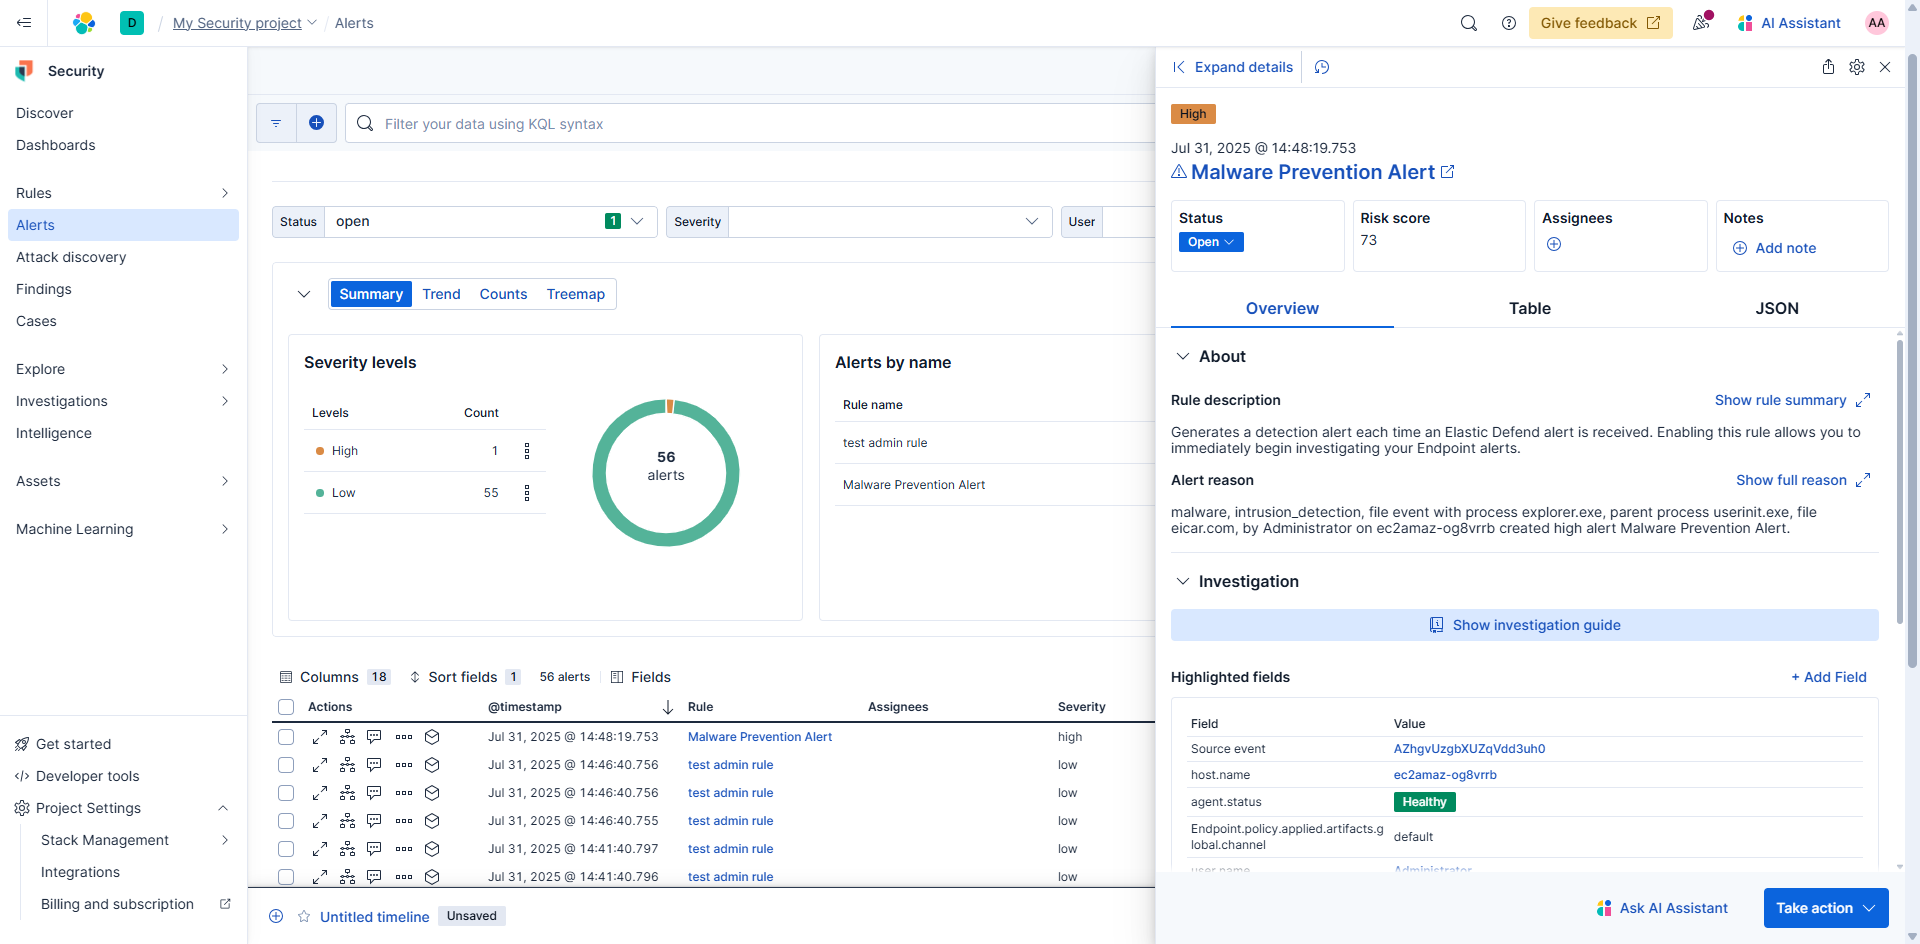 D
My Security project
Alerts
Give feedback
AI Assistant
AA
Security
Discover
Dashboards
Rules
Alerts
Attack discovery
Findings
Cases
Explore
Investigations
Intelligence
Assets
Machine Learning
Get started
Developer tools
Project Settings
Stack Management
Integrations
Billing and subscription
Filter your data using KQL syntax
Status open 1
Severity
User
Summary Trend Counts Treemap
Severity levels
Levels Count
High 1
Low 55
56
alerts
Alerts by name
Rule name
test admin rule
Malware Prevention Alert
Columns 18 Sort fields 1 56 alerts Fields
Actions @timestamp Rule Assignees Severity
Jul 31, 2025 @ 14:48:19.753 Malware Prevention Alert high
Jul 31, 2025 @ 14:46:40.756 test admin rule low
Jul 31, 2025 @ 14:46:40.756 test admin rule low
Jul 31, 2025 @ 14:46:40.755 test admin rule low
Jul 31, 2025 @ 14:41:40.797 test admin rule low
Jul 31, 2025 @ 14:41:40.796 test admin rule low
Untitled timeline Unsaved
Expand details
High
Jul 31, 2025 @ 14:48:19.753
Malware Prevention Alert
Status
Open
Risk score
73
Assignees
Notes
Add note
Overview Table JSON
About
Rule description Show rule summary
Generates a detection alert each time an Elastic Defend alert is received. Enabling this rule allows you to
immediately begin investigating your Endpoint alerts.
Alert reason Show full reason
malware, intrusion_detection, file event with process explorer.exe, parent process userinit.exe, file
eicar.com, by Administrator on ec2amaz-og8vrrb created high alert Malware Prevention Alert.
Investigation
Show investigation guide
Highlighted fields + Add Field
Field Value
Source event AZhgvUzgbXUZqVdd3uh0
host.name ec2amaz-og8vrrb
agent.status Healthy
Endpoint.policy.applied.artifacts.g
lobal.channel default
user.name Administrator
Ask AI Assistant
Take action